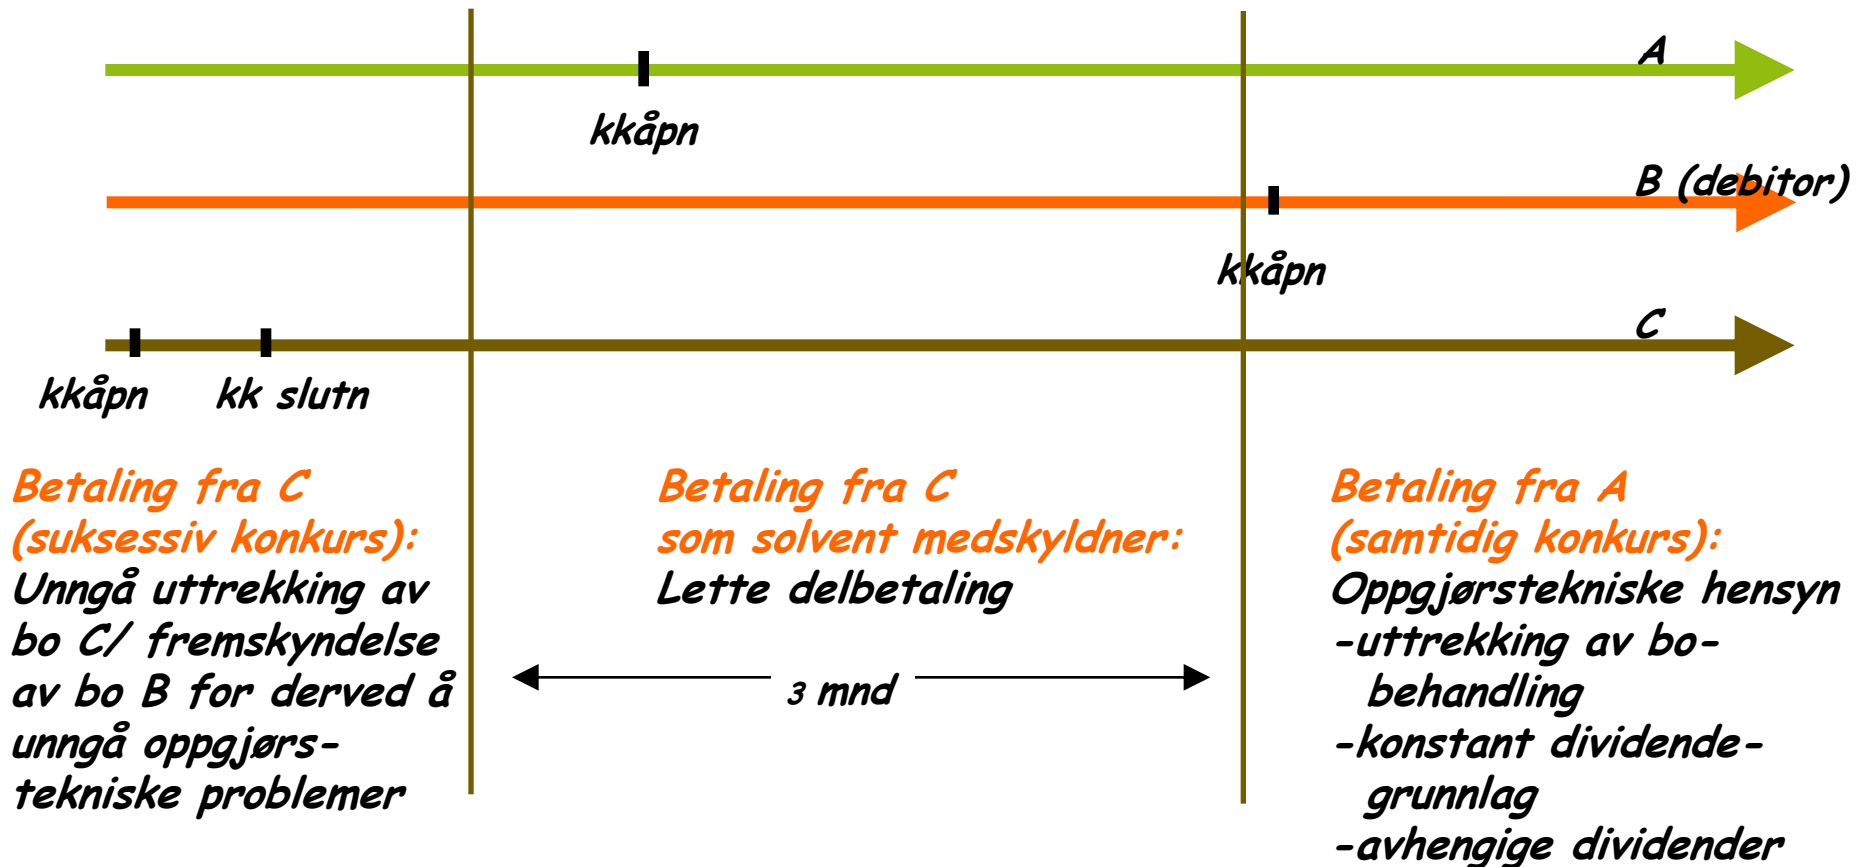 A
kkåpn
B (debitor)
kkåpn
C
kkåpn
kk slutn
Betaling fra C
(suksessiv konkurs):
Unngå uttrekking av
bo C/ fremskyndelse
av bo B for derved å
unngå oppgjørs-
tekniske problemer
Betaling fra C
som solvent medskyldner:
Lette delbetaling
3 mnd
Betaling fra A
(samtidig konkurs):
Oppgjørstekniske hensyn
-uttrekking av bo-
behandling
-konstant dividende-
grunnlag
-avhengige dividender